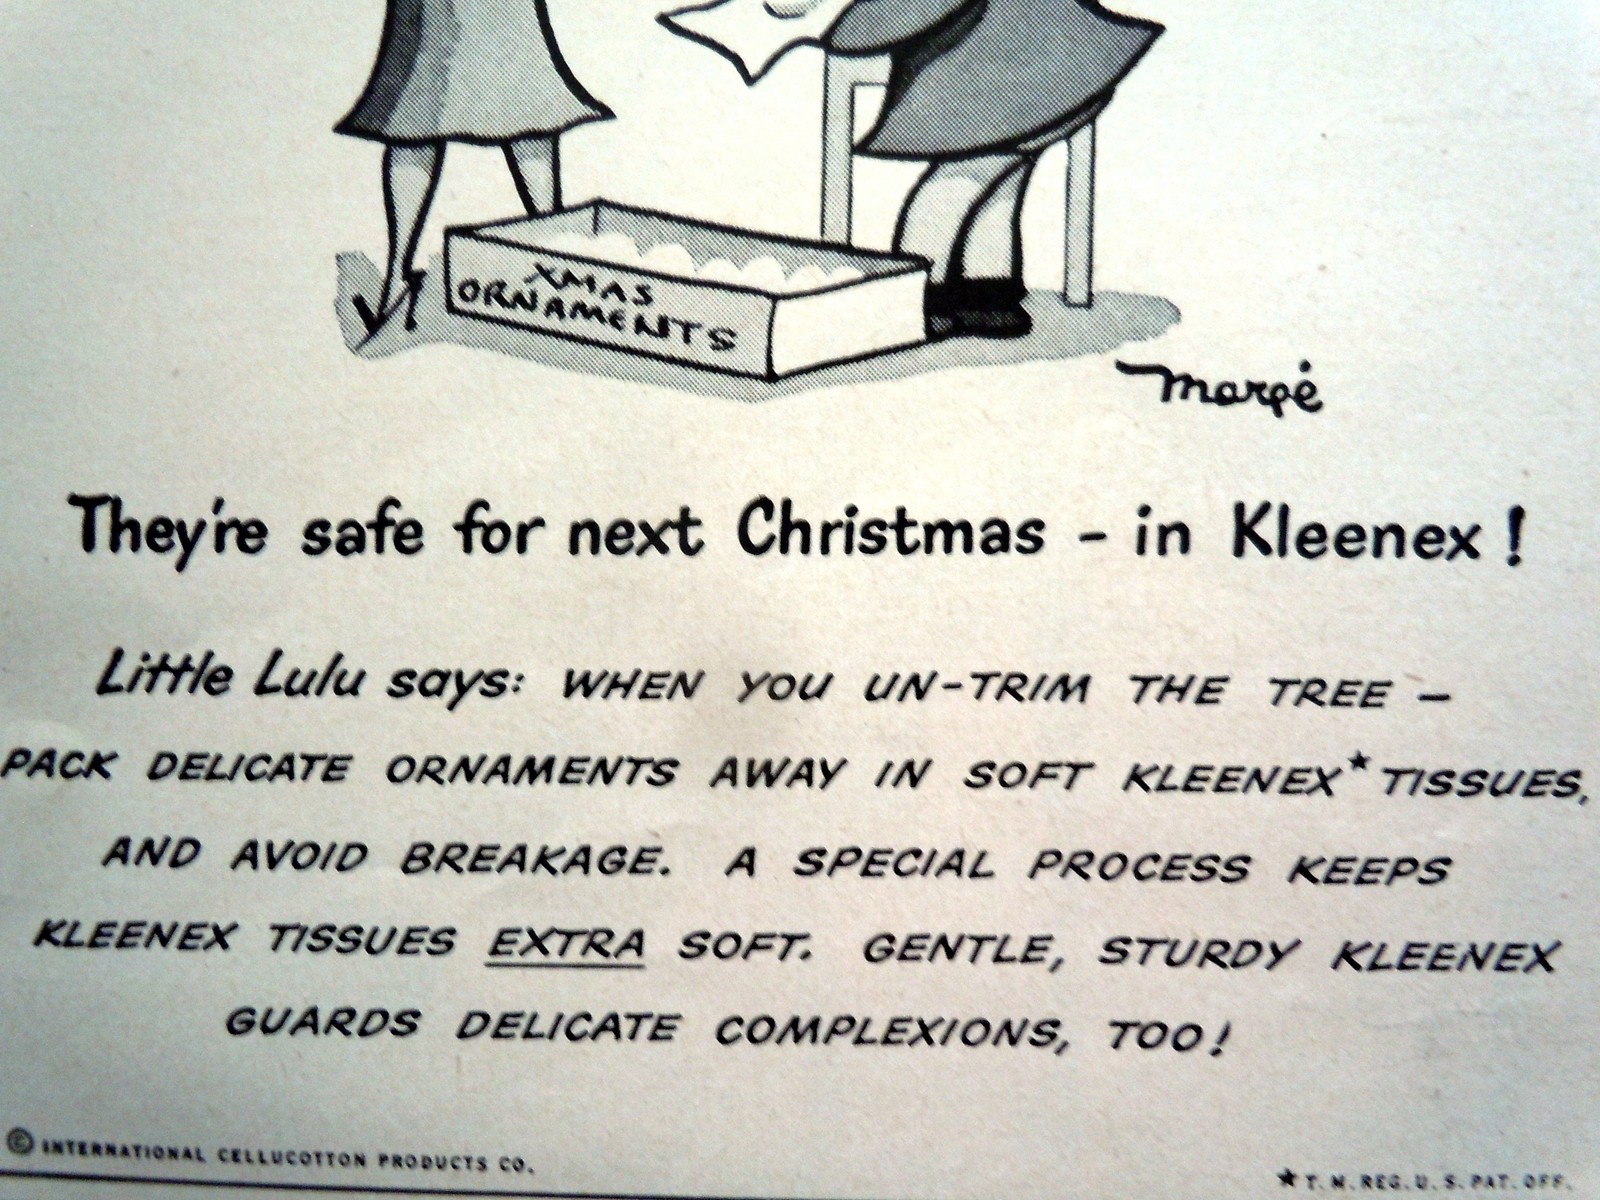 XMAS
ORNAMENTS
Marge
They're safe for next Christmas - in Kleenex!
Little Lulu says: WHEN YOU UN-TRIM THE TREE -
PACK DELICATE ORNAMENTS AWAY IN SOFT KLEENEX* TISSUES,
AND AVOID BREAKAGE. A SPECIAL PROCESS KEEPS
KLEENEX TISSUES EXTRA SOFT. GENTLE, STURDY KLEENEX
GUARDS DELICATE COMPLEXIONS, TOO!
© INTERNATIONAL CELLUCOTTON PRODUCTS CO.
★ T. M. REG. U. S. PAT. OFF.